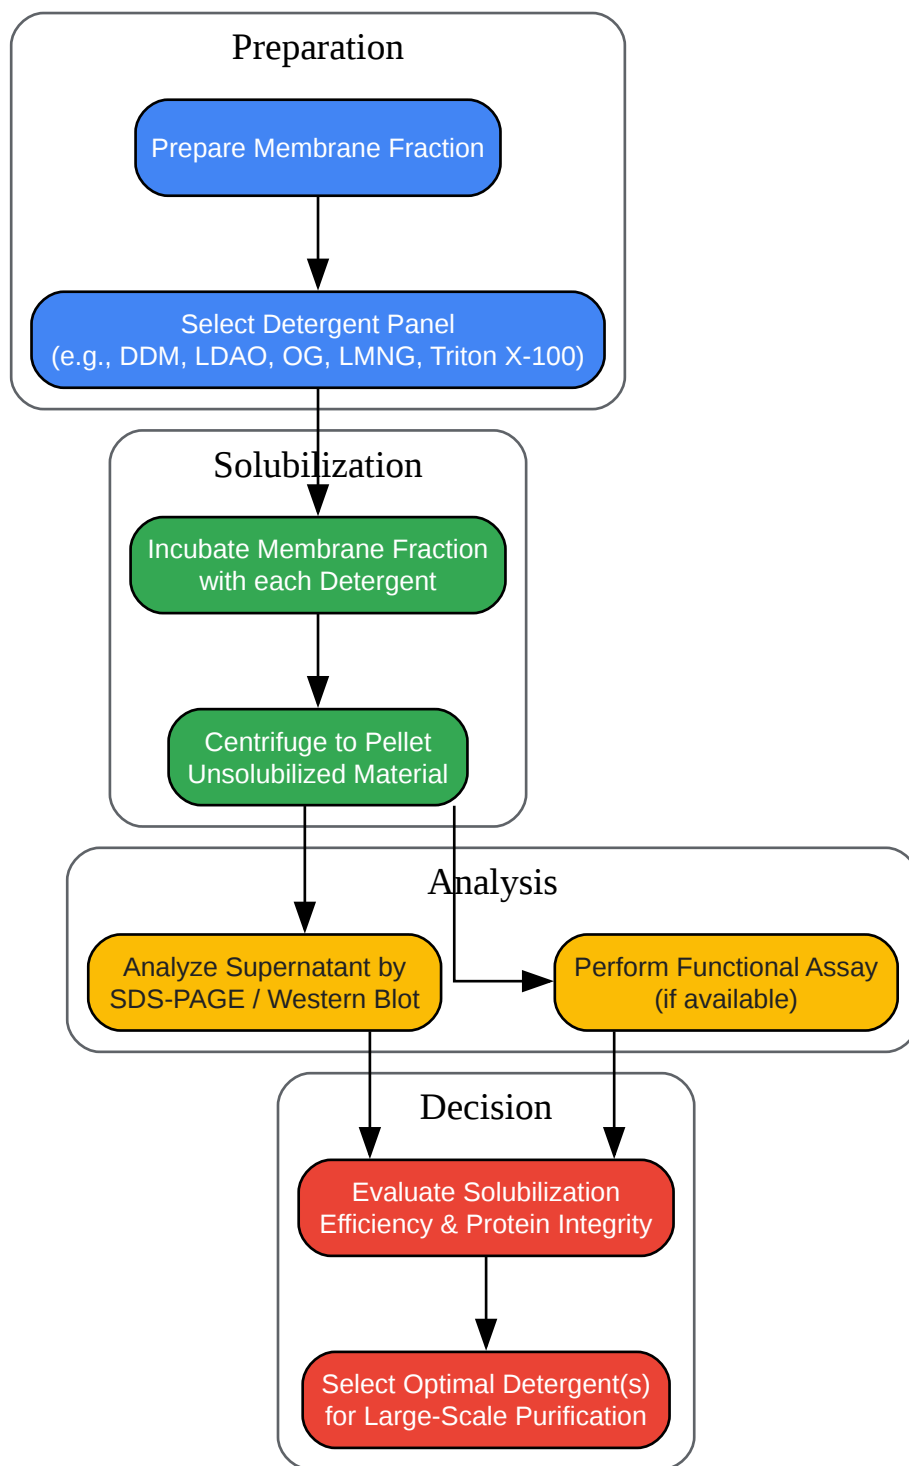 Preparation
Prepare Membrane Fraction
Select Detergent Panel
(e.g., DDM, LDAO, OG, LMNG, Triton X-100)
Solubilization
Incubate Membrane Fraction
with each Detergent
Centrifuge to Pellet
Unsolubilized Material
Analysis
Analyze Supernatant by
SDS-PAGE / Western Blot
Perform Functional Assay
(if available)
Decision
Evaluate Solubilization
Efficiency & Protein Integrity
Select Optimal Detergent(s)
for Large-Scale Purification